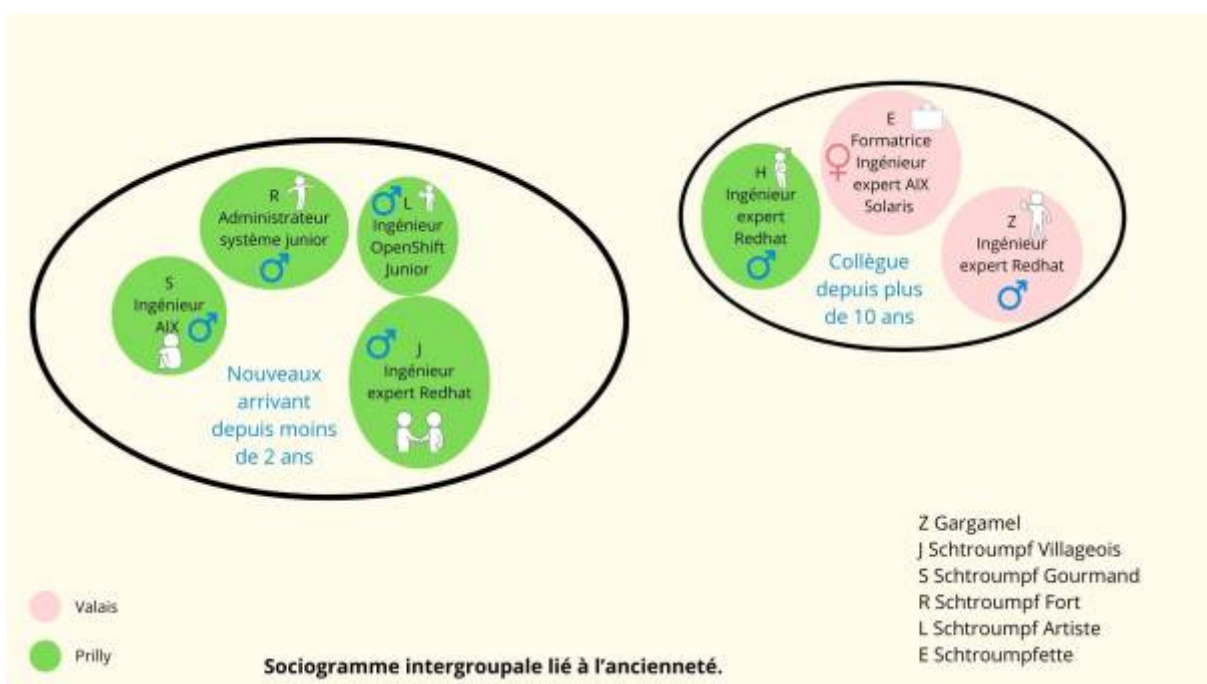 R
Administrateur
système junior
L
Ingénieur
OpenShift
Junior
S
Ingénieur
AIX
J
Ingénieur
expert Redhat
Nouveaux
arrivant
depuis moins
de 2 ans
E
Formatrice
Ingénieur
expert AIX
Solaris
H
Ingénieur
expert
Redhat
Z
Ingénieur
expert Redhat
Collègue
depuis plus
de 10 ans
Z Gargamel
J Schtroumpf Villageois
S Schtroumpf Gourmand
R Schtroumpf Fort
L Schtroumpf Artiste
E Schtroumpfette
Valais
Prilly
Sociogramme intergroupale lié à l'ancienneté.